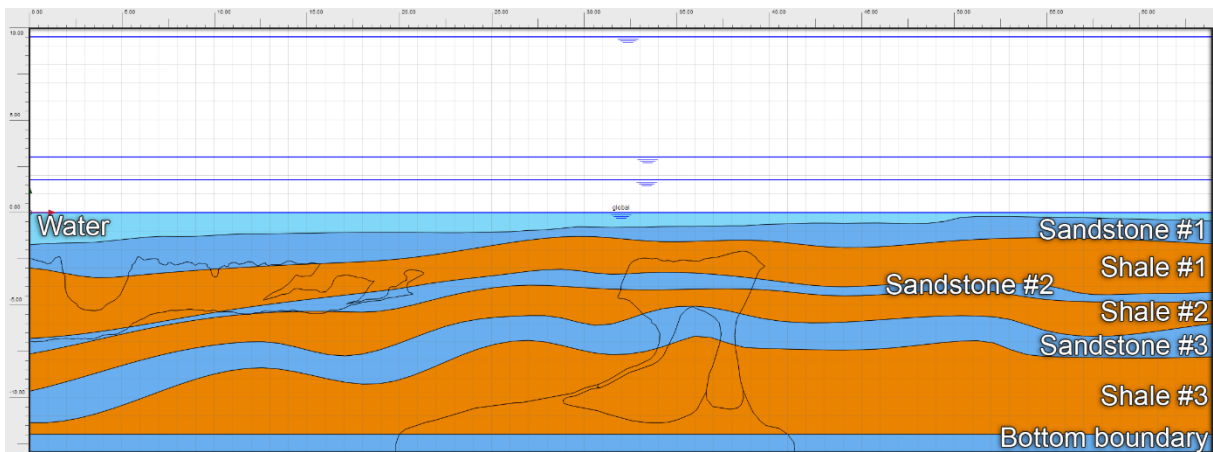 0.00 5.00 10.00 15.00 20.00 25.00 30.00 35.00 40.00 45.00 50.00 55.00 60.00
10.00
5.00
0.00
global
Water
Sandstone #1
Shale #1
Sandstone #2
-5.00
Shale #2
Sandstone #3
-10.00
Shale #3
Bottom boundary